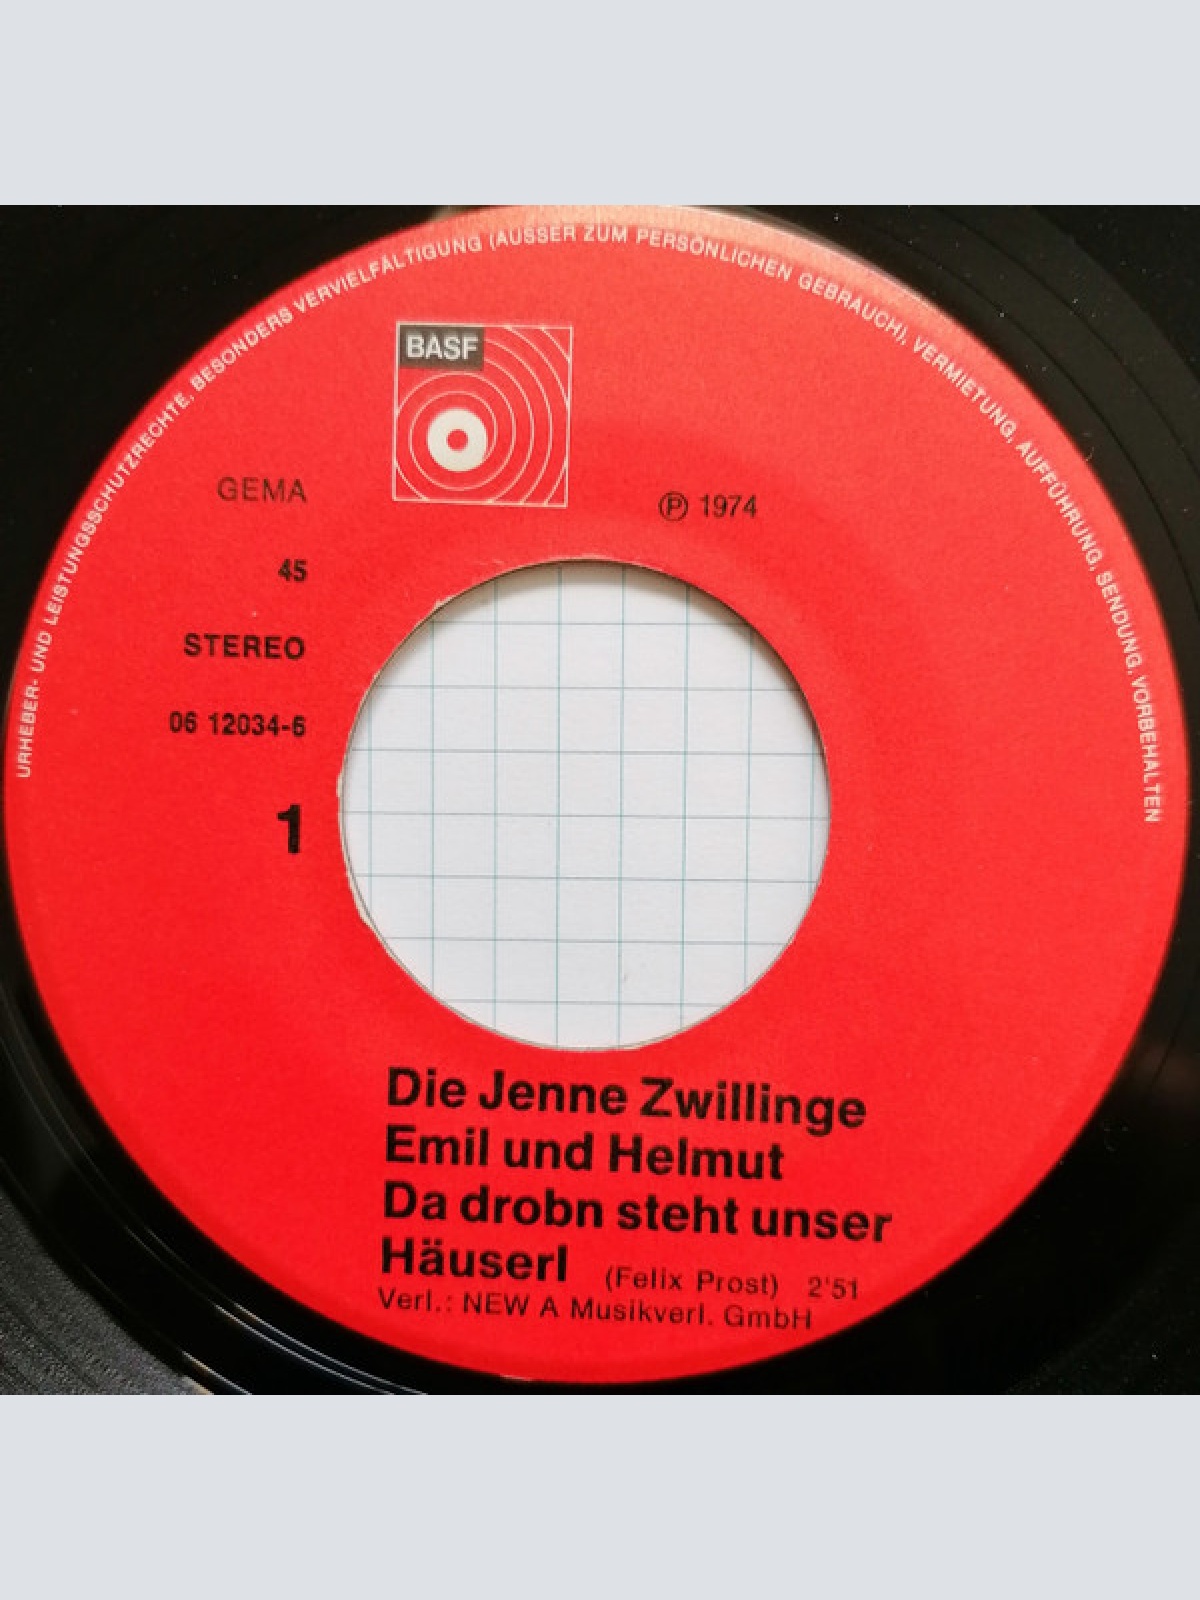 URHEBER- UND LEISTUNGSSCHUTZRECHTE, BESONDERS VERVIELFÄLTIGUNG (AUSSER ZUM PERSÖNLICHEN GEBRAUCH), VERMIETUNG, AUFFÜHRUNG, SENDUNG, VORBEHALTEN
BASF
GEMA
℗ 1974
45
STEREO
06 12034-6
1
Die Jenne Zwillinge
Emil und Helmut
Da drobn steht unser
Häuserl (Felix Prost) 2'51
Verl.: NEW A Musikverl. GmbH